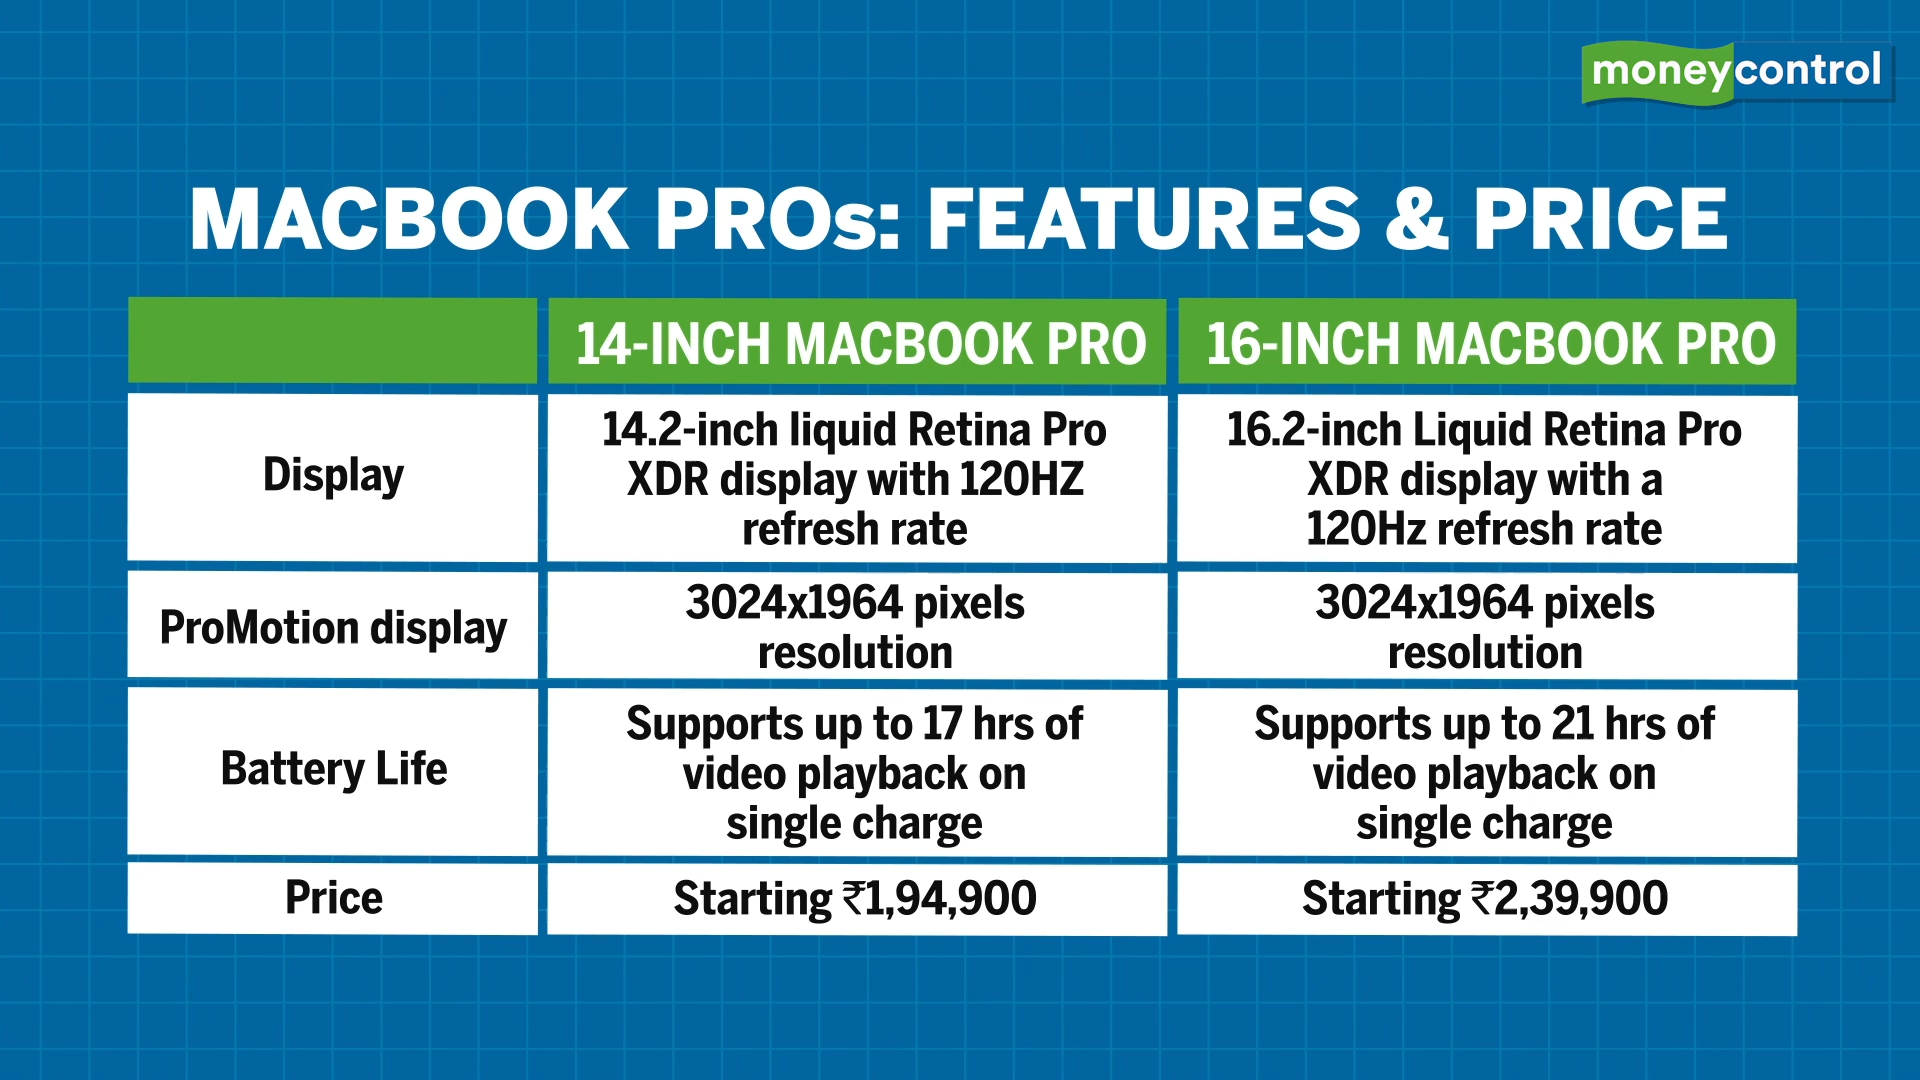 moneycontrol
MACBOOK PROs: FEATURES & PRICE
14-INCH MACBOOK PRO
16-INCH MACBOOK PRO
Display
14.2-inch liquid Retina Pro
XDR display with 120HZ
refresh rate
16.2-inch Liquid Retina Pro
XDR display with a
120Hz refresh rate
ProMotion display
3024x1964 pixels
resolution
3024x1964 pixels
resolution
Battery Life
Supports up to 17 hrs of
video playback on
single charge
Supports up to 21 hrs of
video playback on
single charge
Price
Starting ₹1,94,900
Starting ₹2,39,900